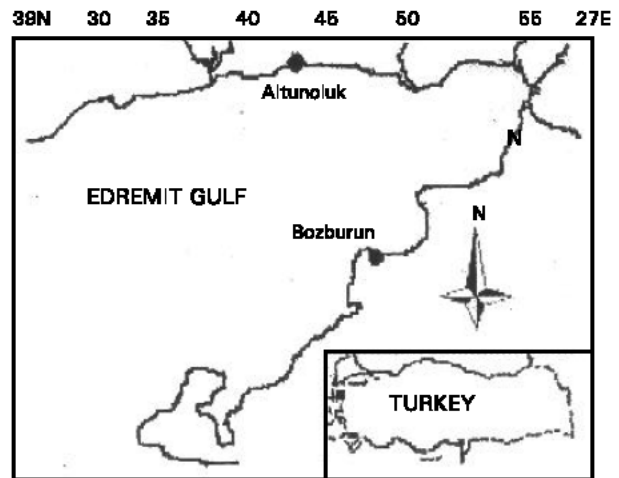 39N 30 35 40 45 50 55 27E
Altunoluk
N
EDREMIT GULF
N
Bozburun
TURKEY